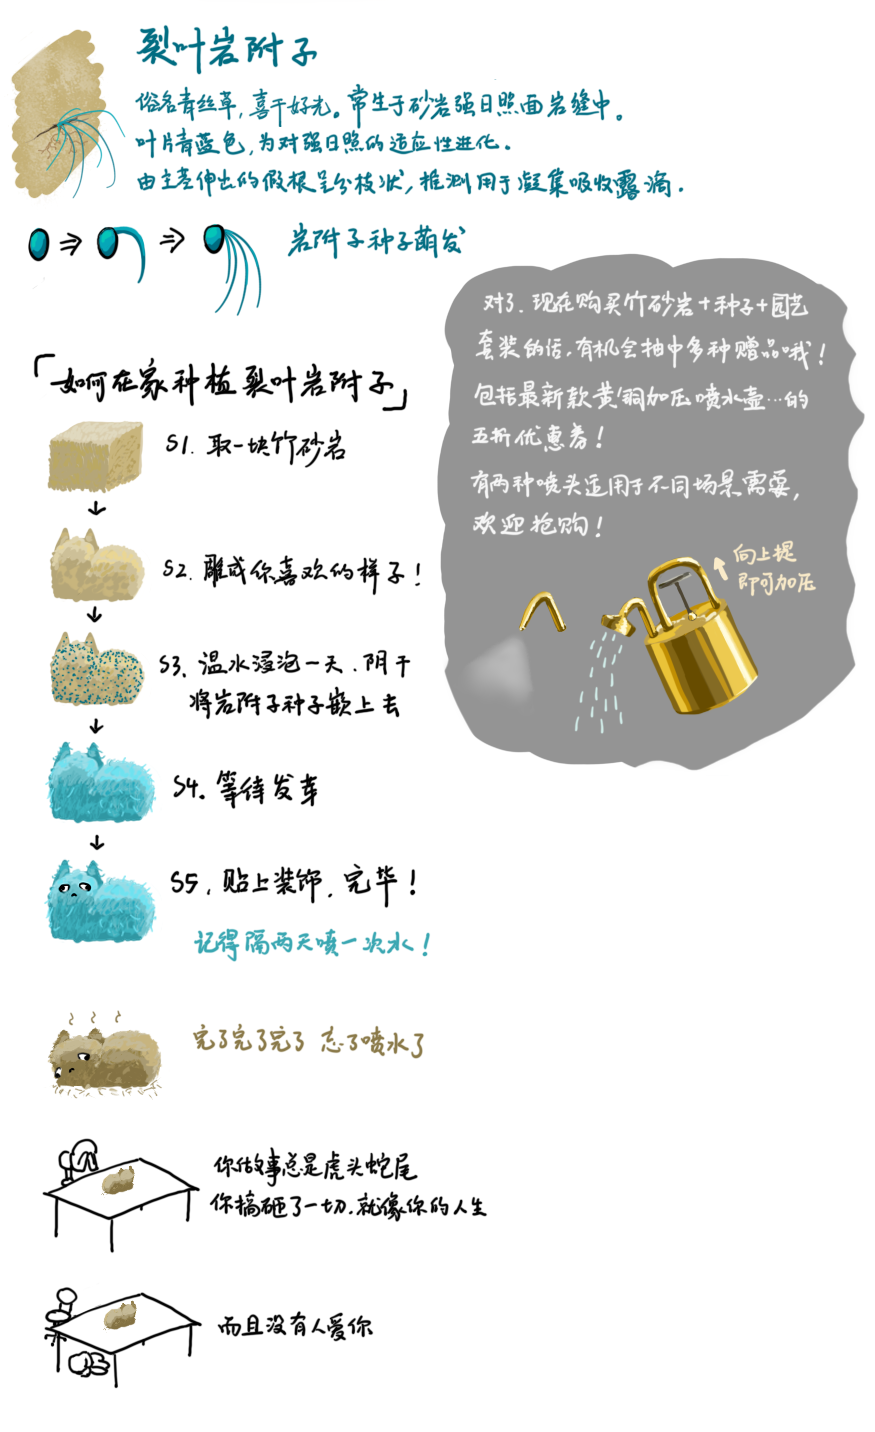 裂叶岩附子
俗名青丝草,喜干好光。常生于砂岩强日照面岩缝中。
叶片青蓝色,为对强日照的适应性进化.
由主茎伸出的假根呈分枝状,推测用于凝集吸收露滴.
岩附子种子萌发
「如何在家种植裂叶岩附子」
S1. 取一块竹砂岩
S2. 雕成你喜欢的样子!
S3. 温水浸泡一天.阴干
将岩附子种子嵌上去
S4. 等待发芽
S5. 贴上装饰.完毕!
记得隔两天喷一次水!
完了完了完了 忘了喷水了
你做事总是虎头蛇尾
你搞砸了一切.就像你的人生
而且没有人爱你
对了.现在购买竹砂岩+种子+园艺
套装的话.有机会抽中多种赠品哦!
包括最新款黄铜加压喷水壶…的
五折优惠券!
有两种喷头适用于不同场景需要,
欢迎抢购!
向上提
即可加压